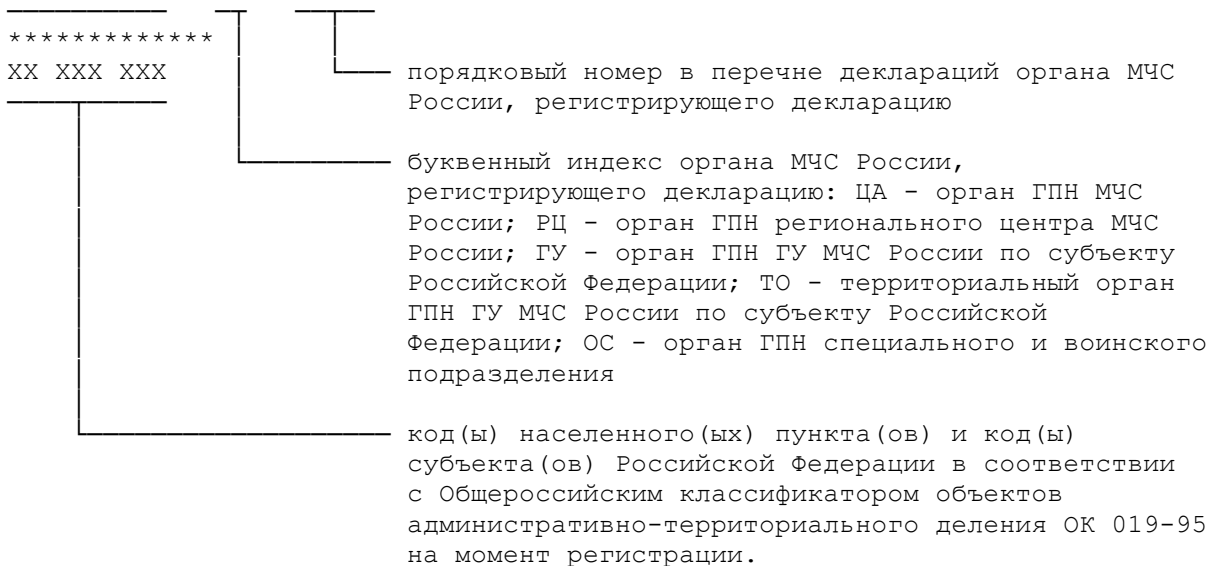 *************
XX XXX XXX
порядковый номер в перечне деклараций органа МЧС
России, регистрирующего декларацию
буквенный индекс органа МЧС России,
регистрирующего декларацию: ЦА - орган ГПН МЧС
России; РЦ - орган ГПН регионального центра МЧС
России; ГУ - орган ГПН ГУ МЧС России по субъекту
Российской Федерации; ТО - территориальный орган
ГПН ГУ МЧС России по субъекту Российской
Федерации; ОС - орган ГПН специального и воинского
подразделения
код(ы) населенного(ых) пункта(ов) и код(ы)
субъекта(ов) Российской Федерации в соответствии
с Общероссийским классификатором объектов
административно-территориального деления ОК 019-95
на момент регистрации.